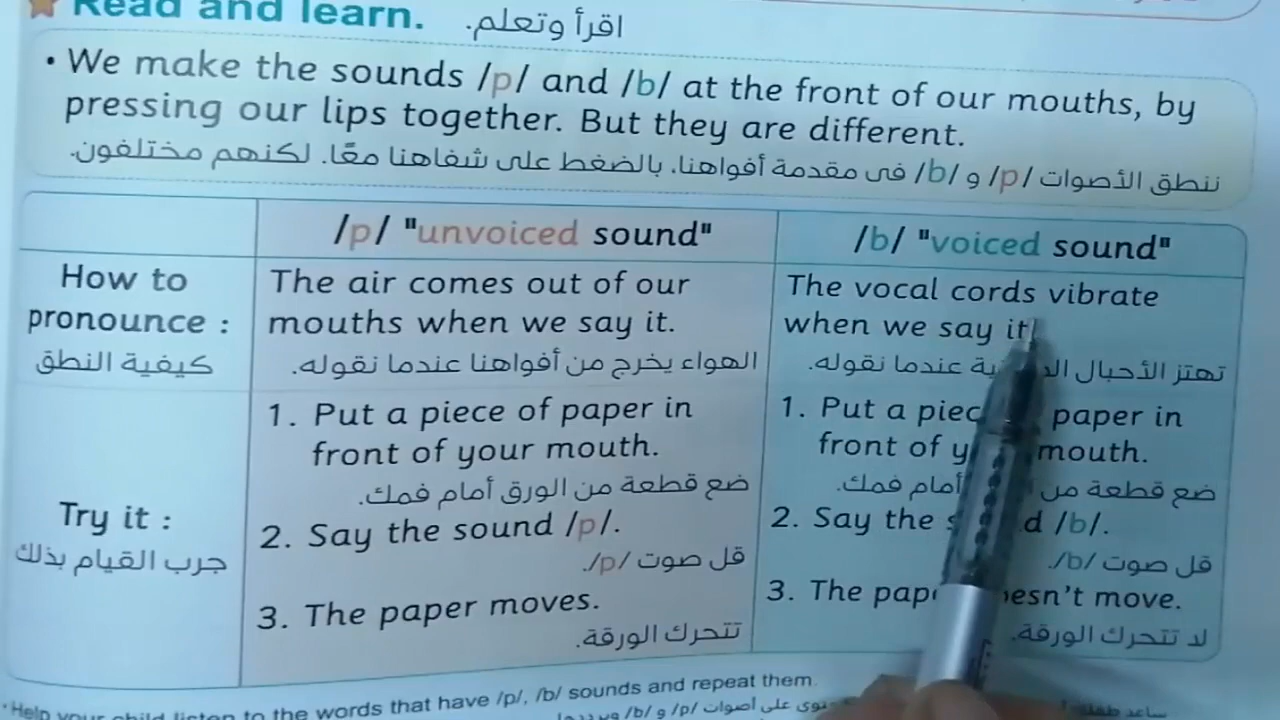 Read and learn. اقرأ وتعلم.
• We make the sounds /p/ and /b/ at the front of our mouths, by
pressing our lips together. But they are different.
ننطق الأصوات /p/ و /b/ فى مقدمة أفواهنا، بالضغط على شفاهنا معًا. لكنهم مختلفون.
/p/ "unvoiced sound"
/b/ "voiced sound"
How to
pronounce :
كيفية النطق
The air comes out of our
mouths when we say it.
الهواء يخرج من أفواهنا عندما نقوله.
The vocal cords vibrate
when we say it
تهتز الأحبال عندما نقوله.
Try it :
جرب القيام بذلك
1. Put a piece of paper in
front of your mouth.
ضع قطعة من الورق أمام فمك.
2. Say the sound /p/.
قل صوت /p/.
3. The paper moves.
تتحرك الورقة.
1. Put a paper in
front of mouth.
ضع قطعة أمام فمك.
2. Say the /b/.
قل صوت /b/.
3. The move.
لا تتحرك الورقة.
Help your child listen to the words that have /p/, /b/ sounds and repeat them.
على أصوات /p/ و /b/
ساعد طفلك